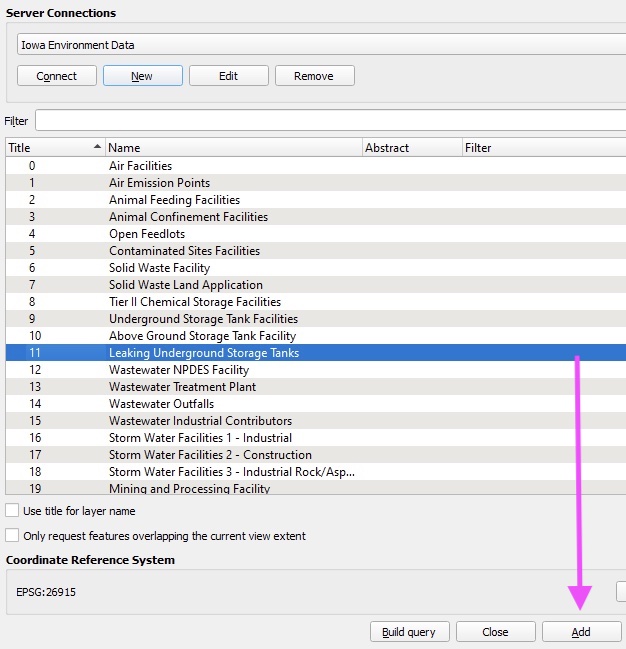 Server Connections
Iowa Environment Data
Connect New Edit Remove
Filter
Title Name Abstract Filter
0 Air Facilities
1 Air Emission Points
2 Animal Feeding Facilities
3 Animal Confinement Facilities
4 Open Feedlots
5 Contaminated Sites Facilities
6 Solid Waste Facility
7 Solid Waste Land Application
8 Tier II Chemical Storage Facilities
9 Underground Storage Tank Facilities
10 Above Ground Storage Tank Facility
11 Leaking Underground Storage Tanks
12 Wastewater NPDES Facility
13 Wastewater Treatment Plant
14 Wastewater Outfalls
15 Wastewater Industrial Contributors
16 Storm Water Facilities 1 - Industrial
17 Storm Water Facilities 2 - Construction
18 Storm Water Facilities 3 - Industrial Rock/Asp...
19 Mining and Processing Facility
Use title for layer name
Only request features overlapping the current view extent
Coordinate Reference System
EPSG:26915
Build query Close Add